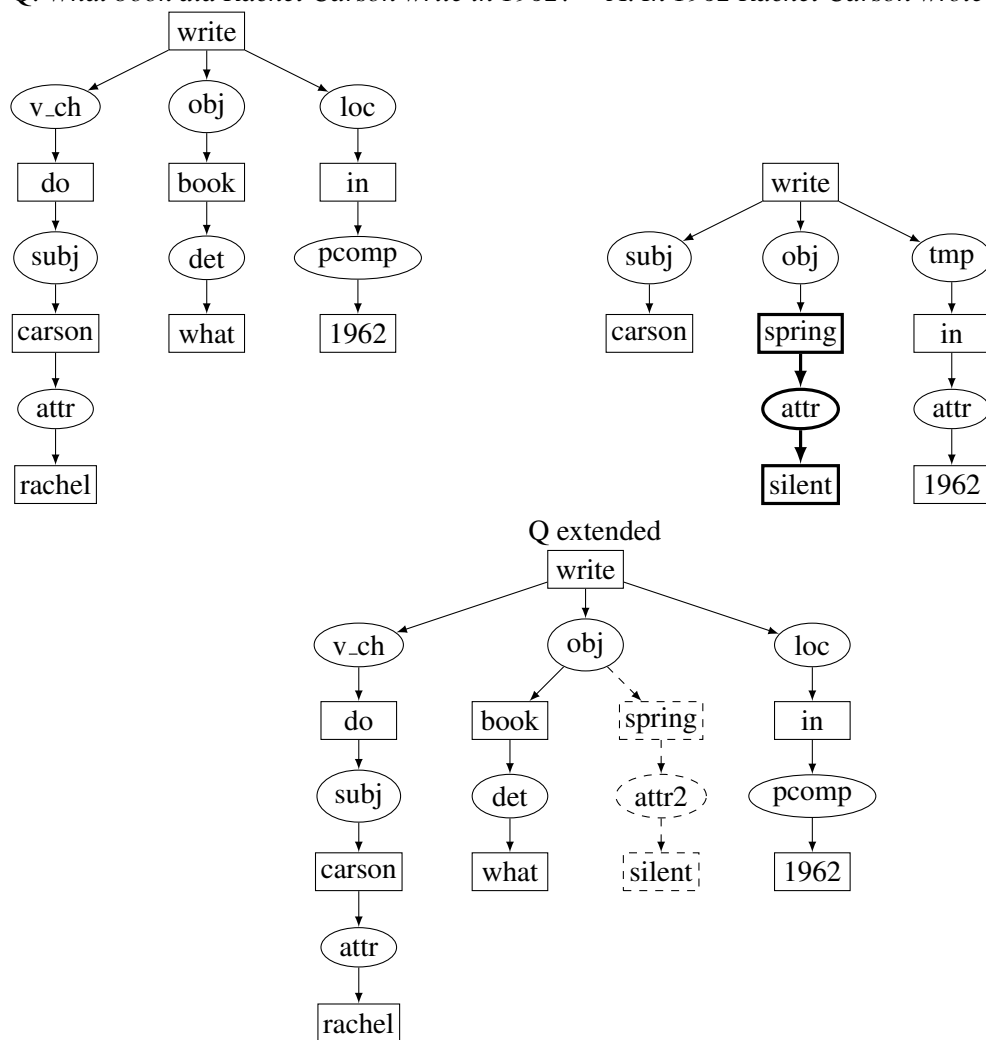 Q: What book did Rachel Carson write in 1962? A: In 1962 Rachel Carson wrote
write
v_ch obj loc
do book in write
subj det pcomp subj obj tmp
carson what 1962 carson spring in
attr attr attr
rachel silent 1962
Q extended
write
v_ch obj loc
do book spring in
subj det attr2 pcomp
carson what silent 1962
attr
rachel